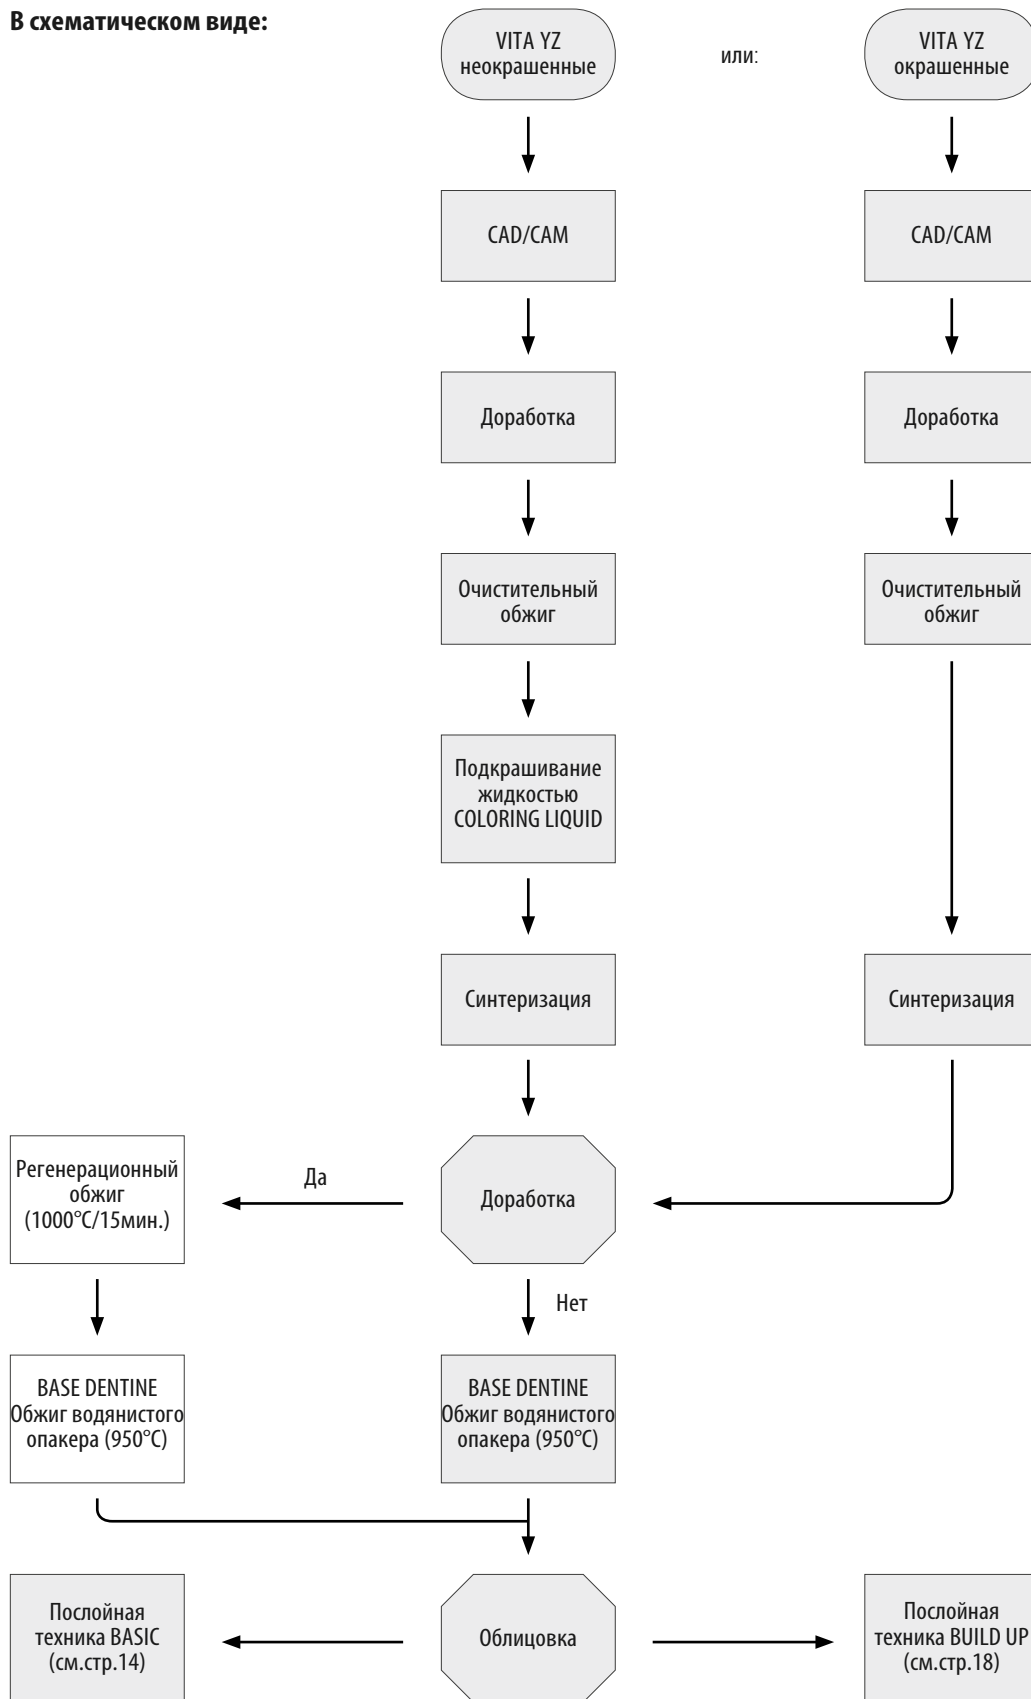 В схематическом виде:
VITA YZ
неокрашенные
или:
VITA YZ
окрашенные
CAD/CAM
CAD/CAM
Доработка
Доработка
Очистительный
обжиг
Очистительный
обжиг
Подкрашивание
жидкостью
COLORING LIQUID
Синтеризация
Синтеризация
Регенерационный
обжиг
(1000°C/15мин.)
Да
Доработка
Нет
BASE DENTINE
Обжиг водянистого
опакера (950°C)
BASE DENTINE
Обжиг водянистого
опакера (950°C)
Послойная
техника BASIC
(см.стр.14)
Облицовка
Послойная
техника BUILD UP
(см.стр.18)